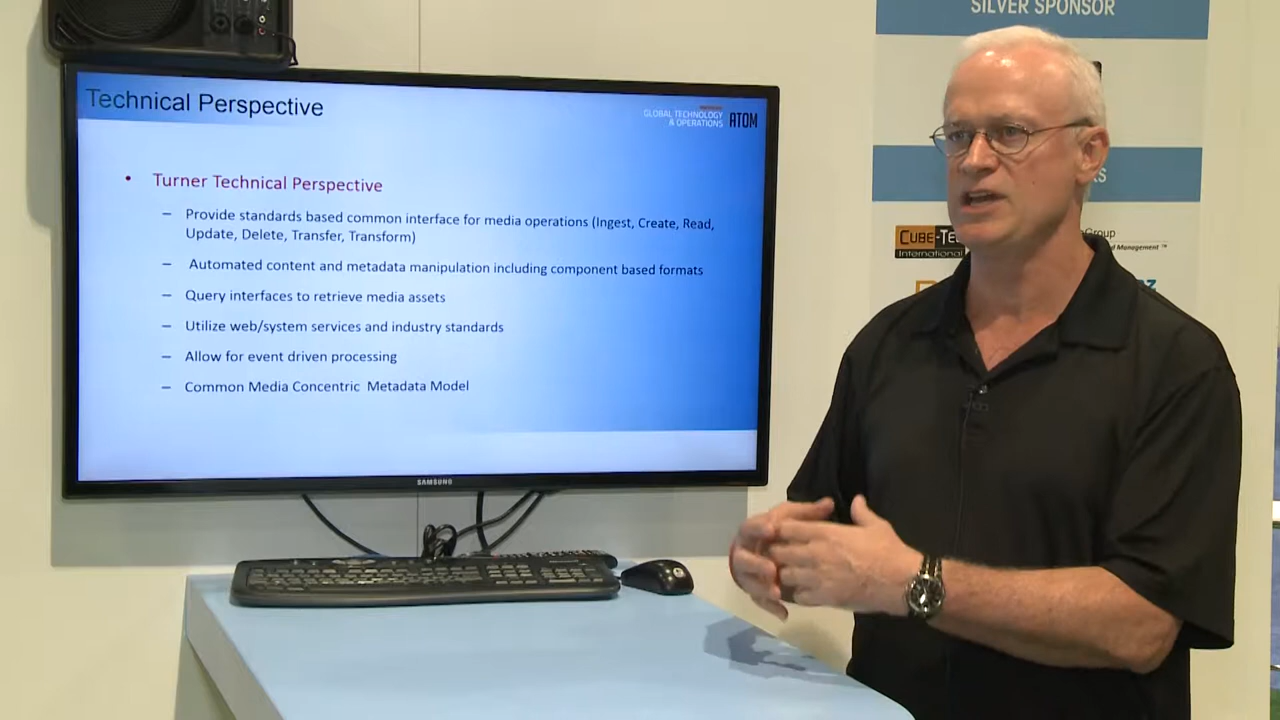 SILVER SPONSOR
Technical Perspective
GLOBAL TECHNOLOGY
& OPERATIONS
ATOM
• Turner Technical Perspective
– Provide standards based common interface for media operations (Ingest, Create, Read,
Update, Delete, Transfer, Transform)
– Automated content and metadata manipulation including component based formats
– Query interfaces to retrieve media assets
– Utilize web/system services and industry standards
– Allow for event driven processing
– Common Media Concentric Metadata Model
SAMSUNG
CUBE-TE
International
Group
Management ™